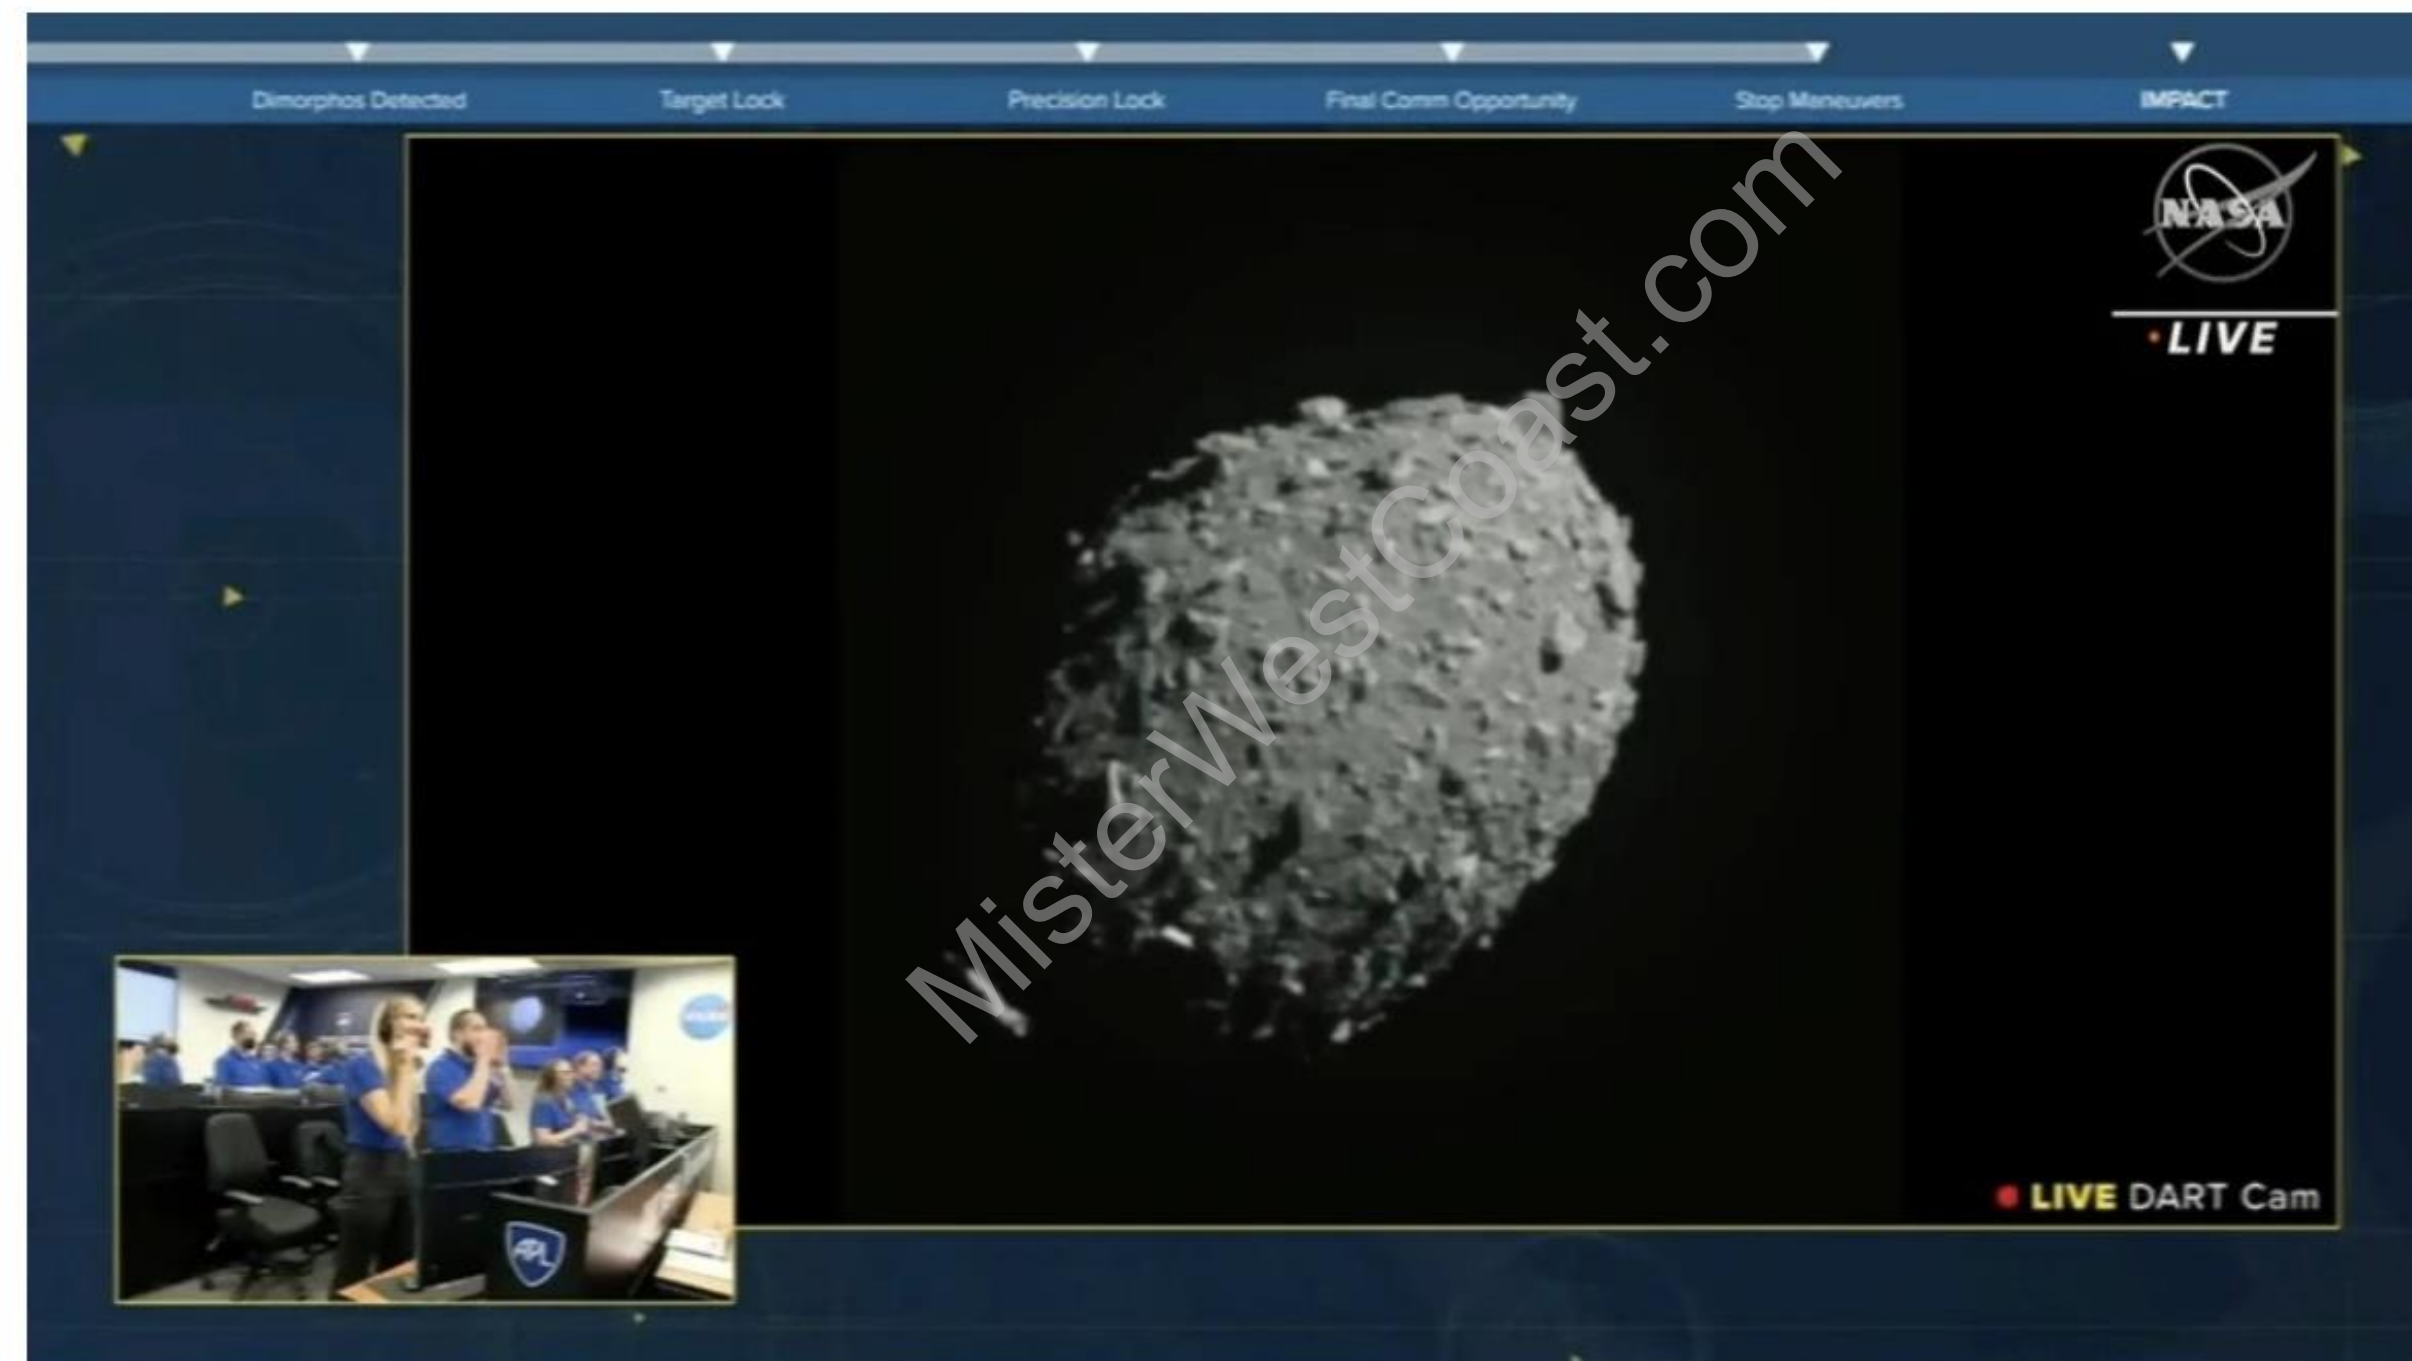 Dimorphos Detected
Target Lock
Precision Lock
Final Comm Opportunity
Stop Maneuvers
IMPACT
NASA
LIVE
MisterWestCoast.com
NASA
APL
LIVE DART Cam